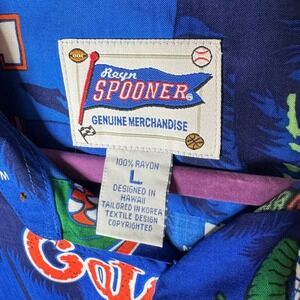 Reyn
SPOONER®
GENUINE MERCHANDISE
100% RAYON
L
DESIGNED IN
HAWAII
TAILORED IN KOREA
TEXTILE DESIGN
COPYRIGHTED